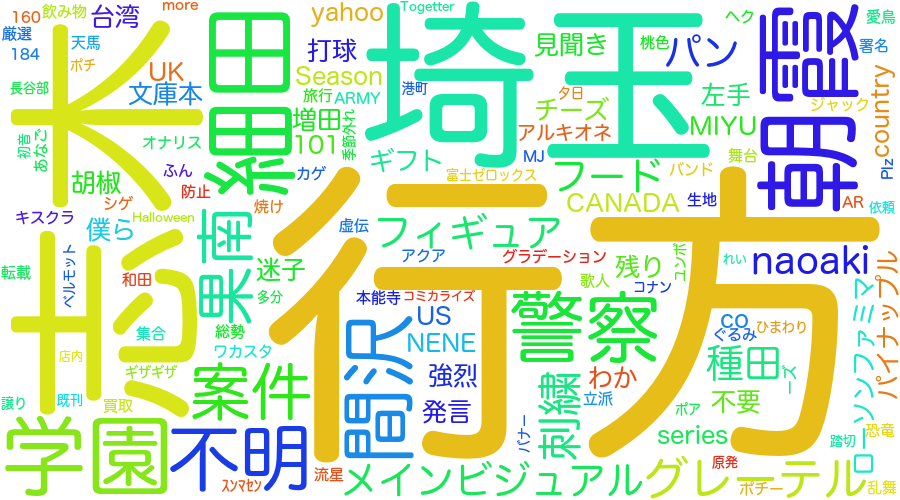 160
more
台湾
飲み物
厳選
184
天馬
ポチ
UK
文庫本
長谷部
初音
あなご
オナリス
胡椒
ふん
シゲ
防止
キスクラ
Halloween
僕ら
転載
ベルモット
和田
集合
店内
ギザギザ
譲り
既刊
買取
学園
細田
打球
yahoo
Togetter
Season
旅行
ARMY
増田
101
季節外れ
港町
ギフト
カゲ
焼け
富士ゼロックス
果南
虚伝
フィギュア
迷子
アクア
グラデーション
多分
本能寺
コミカライズ
総勢
ワカスタ
US
NENE
間沢
強烈
案件
発言
不明
ｽﾝﾏｾﾝ
流星
メインビジュアル
埼玉
行方
見聞き
夕日
チーズ
アルキオネ
MJ
フード
CANADA
生地
パン
桃色
左手
MIYU
バンド
舞台
ヘク
朝霞
愛鳥
署名
ジャック
country
Plz
AR
依頼
naoaki
残り
ユンボ
れい
歌人
コナン
警察
co
ぐるみ
ひまわり
種田
ーズ
わか
立派
刺繍
バナー
ポア
不要
series
原発
グレーテル
ポチー
踏切
恐竜
乱舞
ローソンファミマ
パイナップル